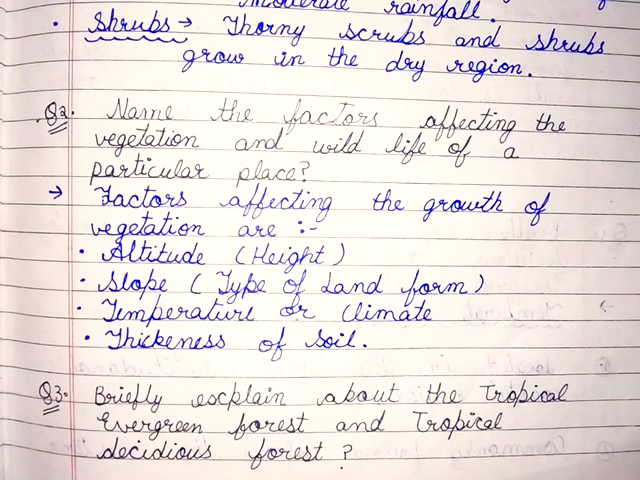 moderate rainfall.
• Shrubs → Thorny scrubs and shrubs
grow in the dry region.
Q2. Name the factors affecting the
vegetation and wild life of a
particular place?
→ Factors affecting the growth of
vegetation are :-
• Altitude (Height)
• Slope (Type of Land form)
• Temperature or Climate
• Thickeness of Soil.
Q3. Briefly esxplain about the Tropical
Evergreen forest and Tropical
decidious forest ?